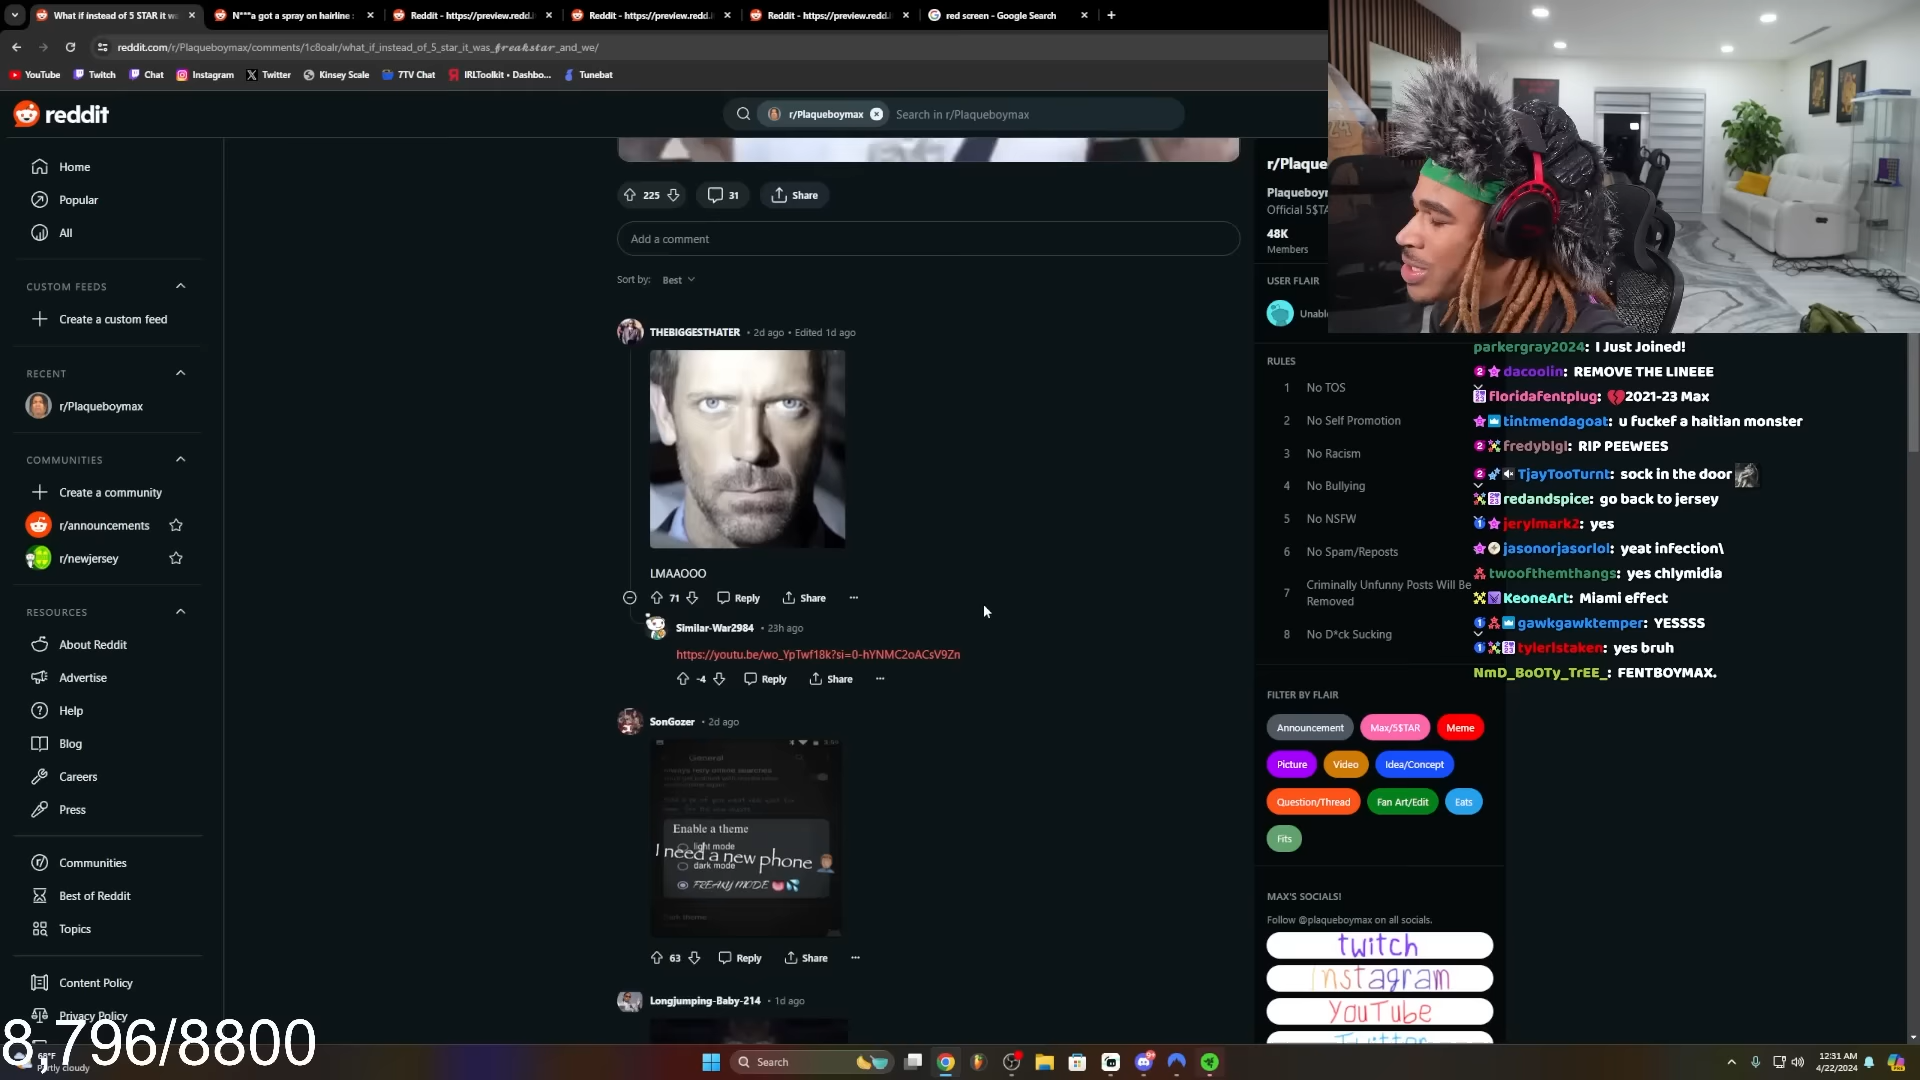 What if instead of 5 STAR it w
N***a got a spray on hairline :
Reddit - https://preview.redd.i
Reddit - https://preview.redd.i
Reddit - https://preview.redd.
red screen - Google Search
reddit.com/r/Plaqueboymax/comments/1c8oalr/what_if_instead_of_5_star_it_was_𝓯𝓻𝓮𝓪𝓴𝓼𝓽𝓪𝓻_and_we/
YouTube
Twitch
Chat
Instagram
Twitter
Kinsey Scale
7TV Chat
IRLToolkit • Dashbo...
Tunebat
reddit
r/Plaqueboymax
Search in r/Plaqueboymax
Home
Popular
All
CUSTOM FEEDS
Create a custom feed
RECENT
r/Plaqueboymax
COMMUNITIES
Create a community
r/announcements
r/newjersey
RESOURCES
About Reddit
Advertise
Help
Blog
Careers
Press
Communities
Best of Reddit
Topics
Content Policy
Privacy Policy
8,796/8800
68°F
Partly cloudy
225
31
Share
Add a comment
Sort by: Best
THEBIGGESTHATER • 2d ago • Edited 1d ago
LMAAOOO
71 Reply Share
Similar-War2984 • 23h ago
https://youtu.be/wo_YpTwf18k?si=0-hYNMC2oACsV9Zn
-4 Reply Share
SonGozer • 2d ago
General
Enable a theme
light mode
I need a new phone
dark mode
FREAKY MODE 👅💦
Dark theme
63 Reply Share
Longjumping-Baby-214 • 1d ago
r/Plaque
Plaqueboyr
Official 5$TA
48K
Members
USER FLAIR
Unabl
RULES
1 No TOS
2 No Self Promotion
3 No Racism
4 No Bullying
5 No NSFW
6 No Spam/Reposts
7 Criminally Unfunny Posts Will Be
Removed
8 No D*ck Sucking
FILTER BY FLAIR
Announcement
Max/5$TAR
Meme
Picture
Video
Idea/Concept
Question/Thread
Fan Art/Edit
Eats
Fits
MAX'S SOCIALS!
Follow @plaqueboymax on all socials.
twitch
Instagram
YouTube
Twitter
parkergray2024: I Just Joined!
dacoolin: REMOVE THE LINEEE
floridafentplug: 💔2021-23 Max
tintmendagoat: u fuckef a haitian monster
fredyblgl: RIP PEEWEES
TjayTooTurnt: sock in the door
redandspice: go back to jersey
jerylmark2: yes
jasonorjasorlol: yeat infection\
twoofthemthangs: yes chlymidia
KeoneArt: Miami effect
gawkgawktemper: YESSSS
tylerlstaken: yes bruh
NmD_BoOTy_TrEE_: FENTBOYMAX.
Search
12:31 AM
4/22/2024